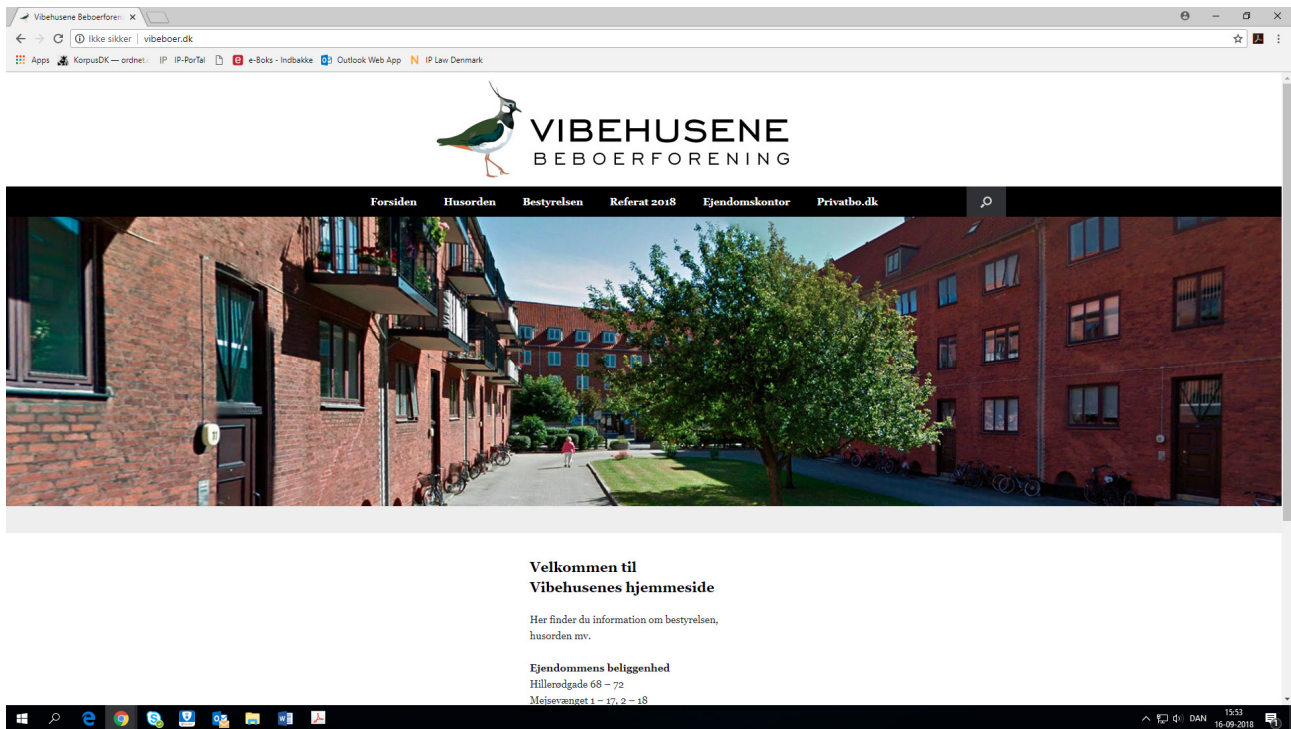 Vibehusene Beboerforen
Ikke sikker | vibeboer.dk
Apps KorpusDK — ordnet. IP IP-PorTal e-Boks - Indbakke Outlook Web App N IP Law Denmark
VIBEHUSENE
BEBOERFORENING
Forsiden Husorden Bestyrelsen Referat 2018 Ejendomskontor Privatbo.dk
Velkommen til
Vibehusenes hjemmeside
Her finder du information om bestyrelsen,
husorden mv.
Ejendommens beliggenhed
Hillerødgade 68 – 72
Mejsevænget 1 – 17, 2 – 18
DAN
15:53
16-09-2018